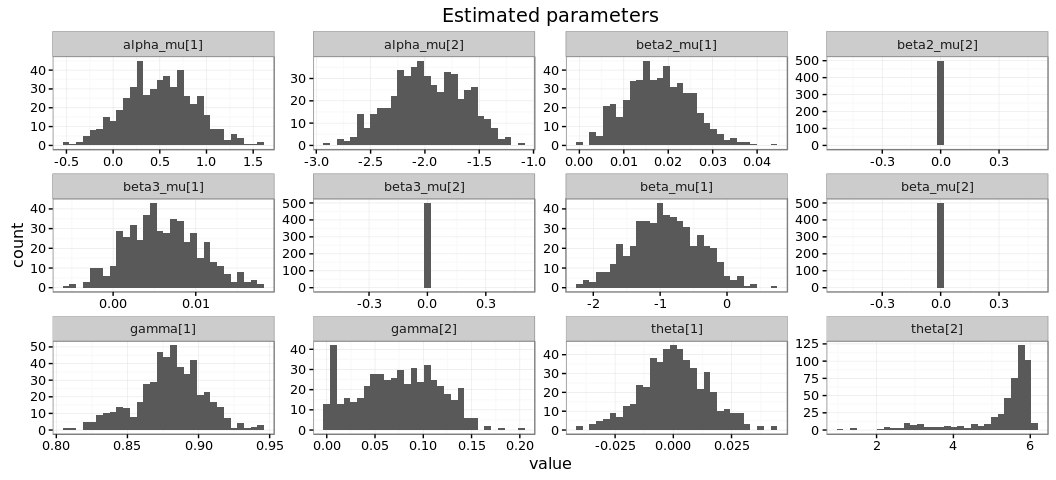 Estimated parameters
alpha_mu[1] alpha_mu[2] beta2_mu[1] beta2_mu[2]
40 30 20 10 0
30 20 10 0
40 30 20 10 0
500 400 300 200 100 0
-0.5 0.0 0.5 1.0 1.5
-3.0 -2.5 -2.0 -1.5 -1.0
0.00 0.01 0.02 0.03 0.04
-0.3 0.0 0.3
beta3_mu[1] beta3_mu[2] beta_mu[1] beta_mu[2]
40 30 20 10 0
500 400 300 200 100 0
40 30 20 10 0
500 400 300 200 100 0
0.00 0.01
-0.3 0.0 0.3
-2 -1 0
-0.3 0.0 0.3
gamma[1] gamma[2] theta[1] theta[2]
50 40 30 20 10 0
40 30 20 10 0
40 30 20 10 0
125 100 75 50 25 0
0.80 0.85 0.90 0.95
0.00 0.05 0.10 0.15 0.20
-0.025 0.000 0.025
2 4 6
count
value